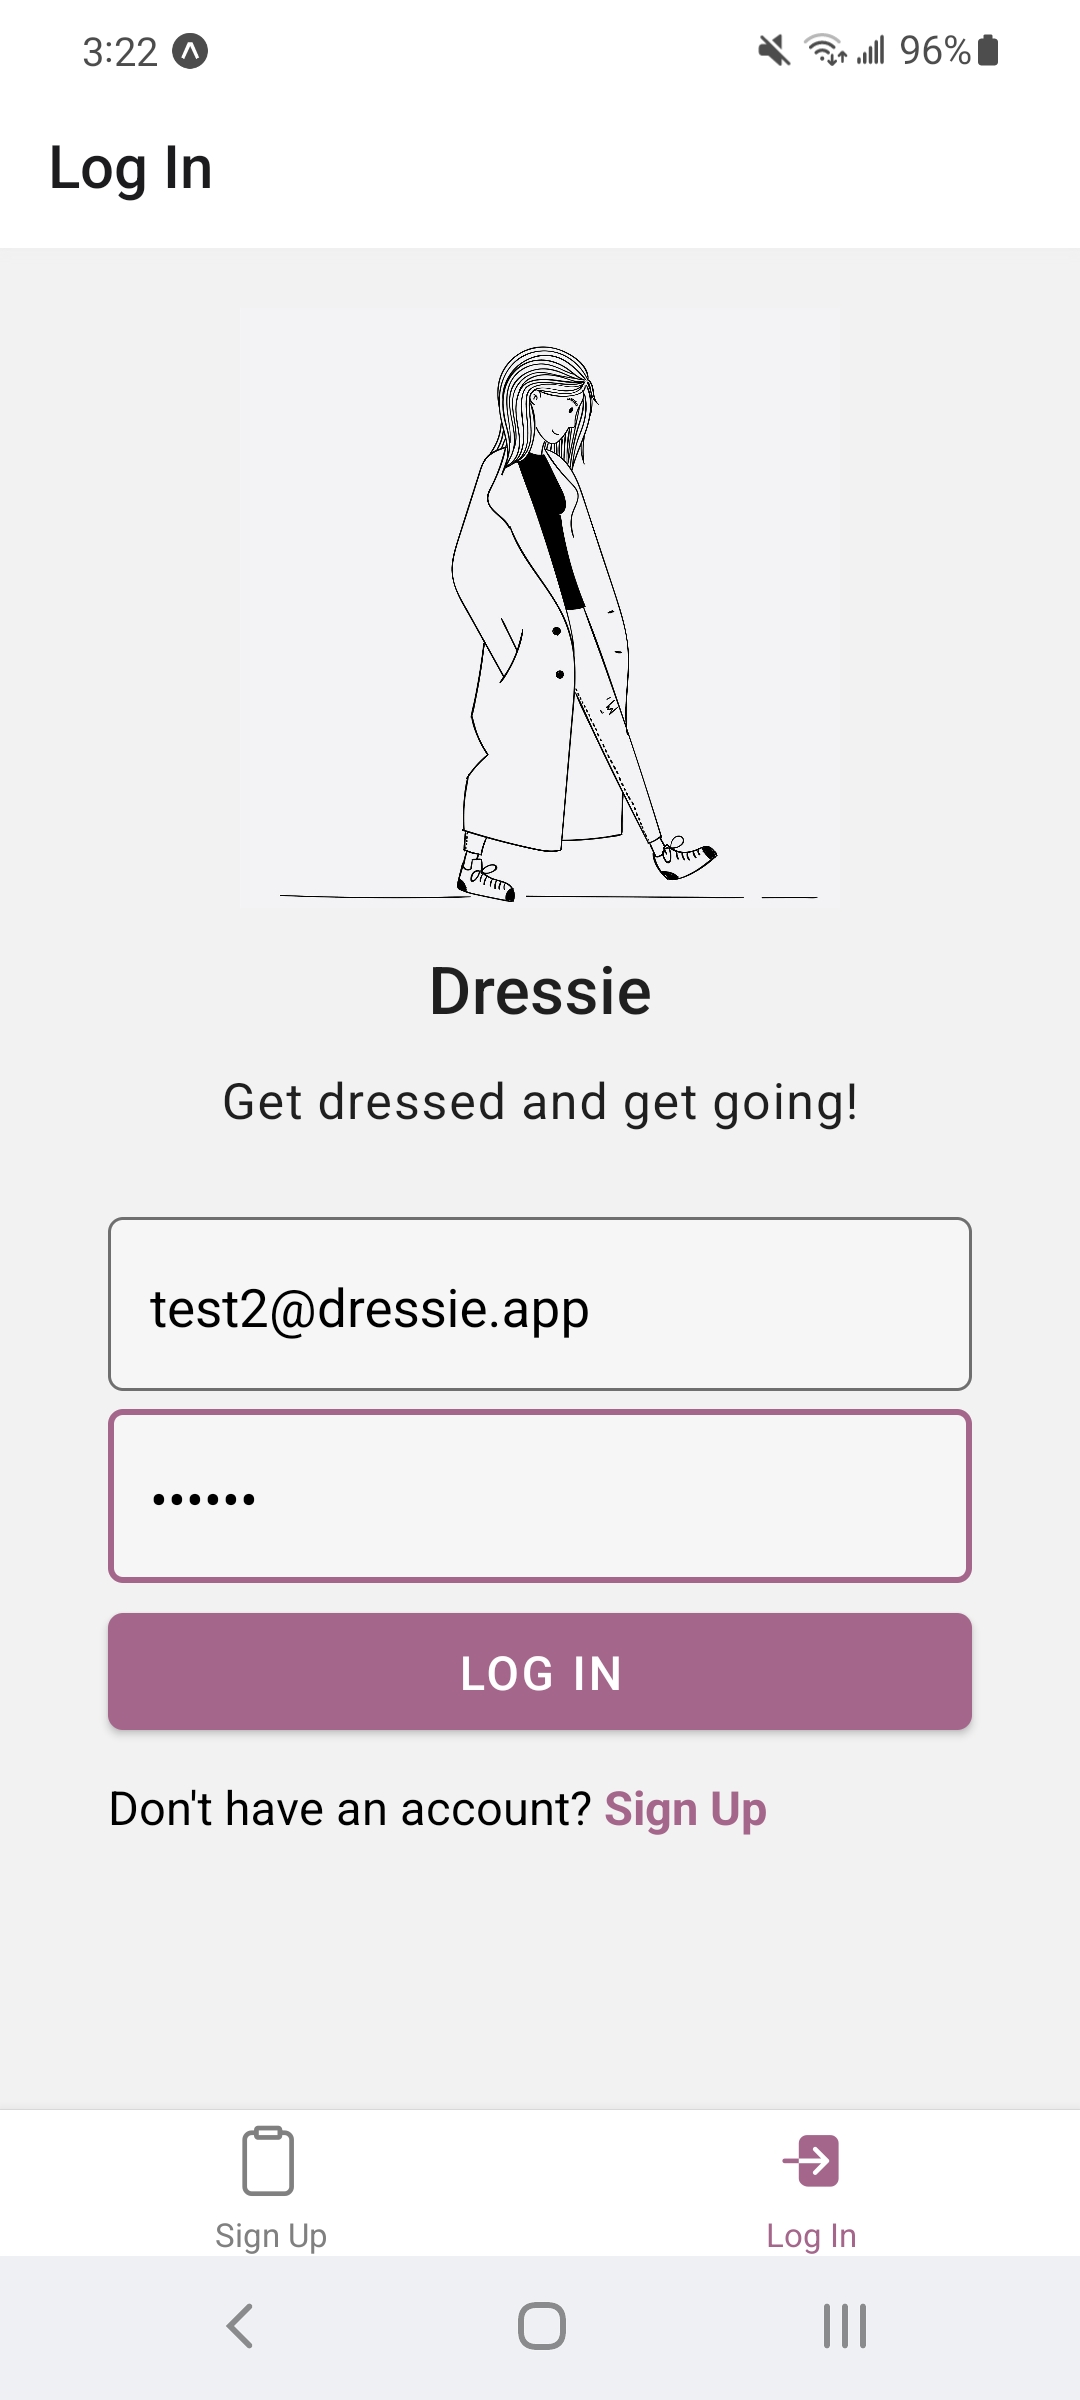 3:22 96%
Log In
Dressie
Get dressed and get going!
test2@dressie.app
••••••
LOG IN
Don't have an account? Sign Up
Sign Up Log In